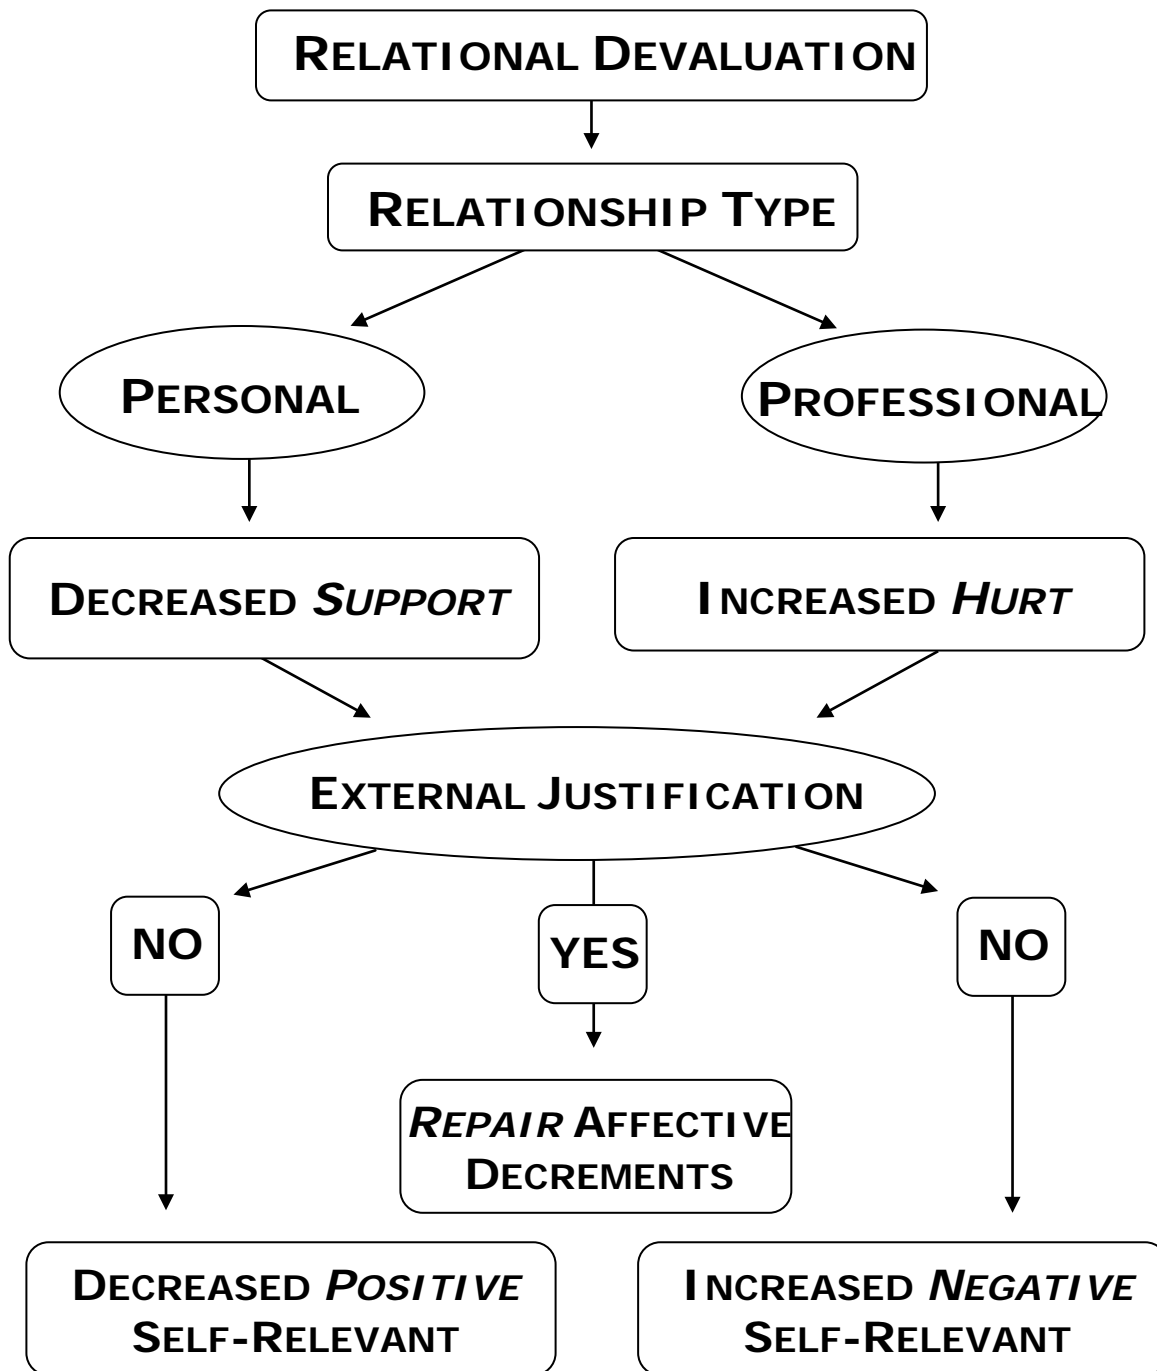 RELATIONAL DEVALUATION
RELATIONSHIP TYPE
PERSONAL
PROFESSIONAL
DECREASED SUPPORT
INCREASED HURT
EXTERNAL JUSTIFICATION
NO
YES
NO
REPAIR AFFECTIVE
DECREMENTS
DECREASED POSITIVE
SELF-RELEVANT
INCREASED NEGATIVE
SELF-RELEVANT